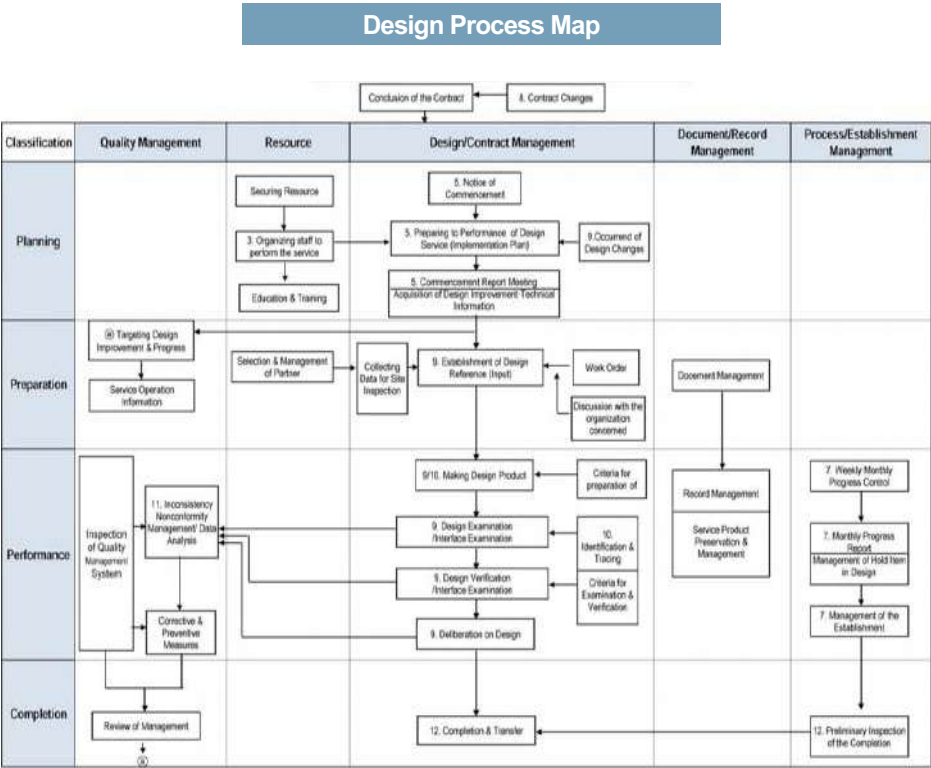 Design Process Map
Conclusion of the Contract
8. Contract Changes
Classification
Quality Management
Resource
Design/Contract Management
Document/Record
Management
Process/Establishment
Management
Planning
Securing Resource
3. Organizing staff to
perform the service
Education & Training
5. Notice of
Commencement
5. Preparing to Performance of Design
Service (Implementation Plan)
9.Occurrend of
Design Changes
5. Commencement Report Meeting
Acquisition of Design Improvement Technical
Information
Preparation
ⓐ Targeting Design
Improvement & Progress
Service Operation
Information
Selection & Management
of Partner
Collecting
Data for Site
Inspection
9. Establishment of Design
Reference (Input)
Work Order
Discussion with the
organization
concerned
Document Management
Performance
Inspection
of Quality
Management
System
11. Inconsistency
Nonconformity
Management/ Data
Analysis
Corrective &
Preventive
Measures
9/10. Making Design Product
Criteria for
preparation of
9. Design Examination
/Interface Examination
10.
Identification &
Tracing
9. Design Verification
/Interface Examination
Criteria for
Examination &
Verification
9. Deliberation on Design
Record Management
Service Product
Preservation &
Management
7. Weekly Monthly
Progress Control
7. Monthly Progress
Report
Management of Hold Item
in Design
7. Management of the
Establishment
Completion
Review of Management
ⓐ
12. Completion & Transfer
12. Preliminary Inspection
of the Completion